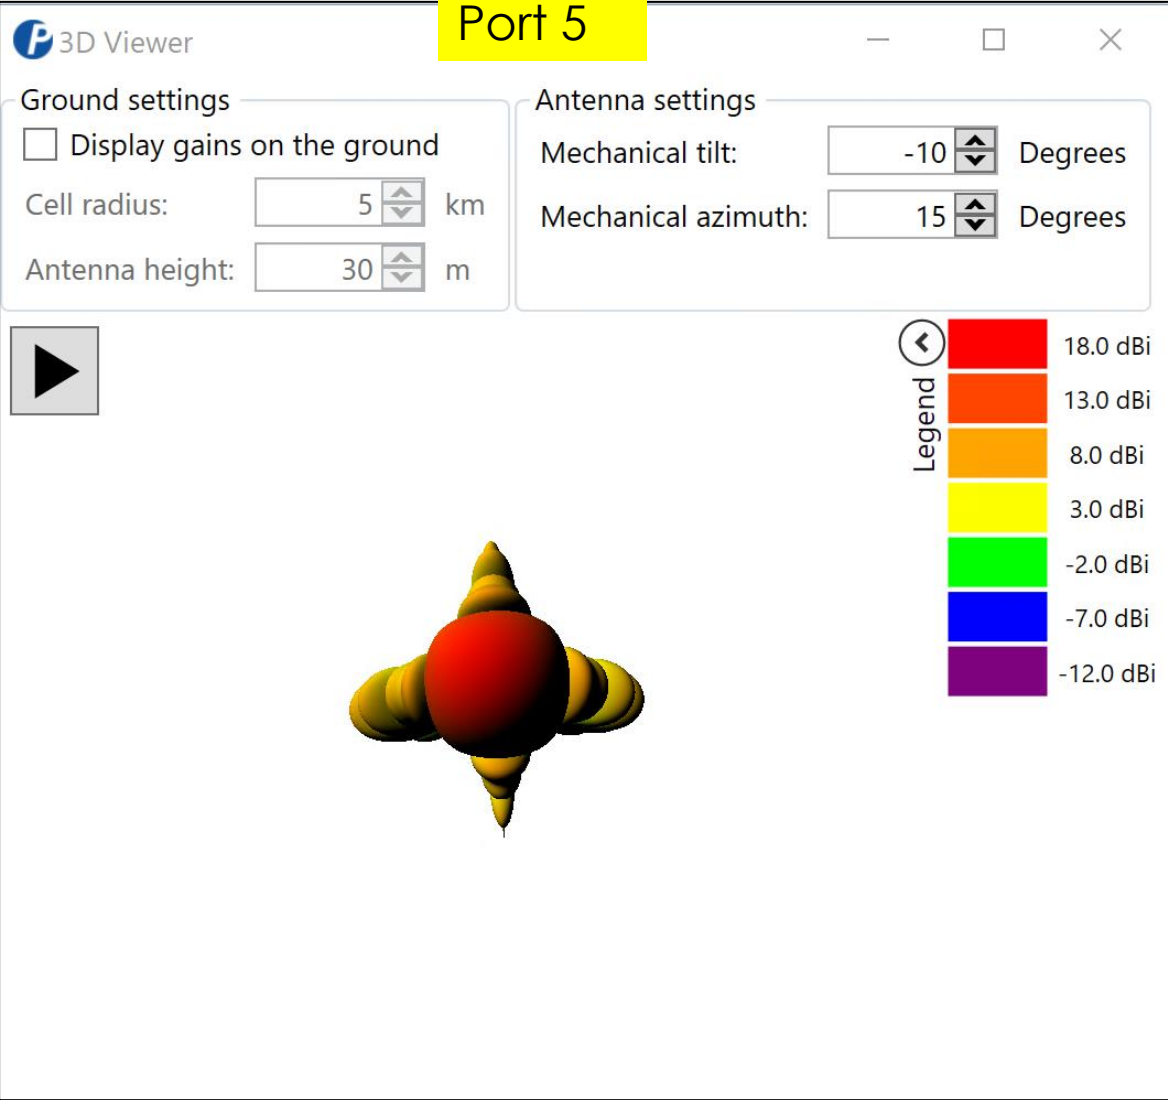 Port 5
3D Viewer
Ground settings
Display gains on the ground
Cell radius: 5 km
Antenna height: 30 m
Antenna settings
Mechanical tilt: -10 Degrees
Mechanical azimuth: 15 Degrees
Legend
18.0 dBi
13.0 dBi
8.0 dBi
3.0 dBi
-2.0 dBi
-7.0 dBi
-12.0 dBi